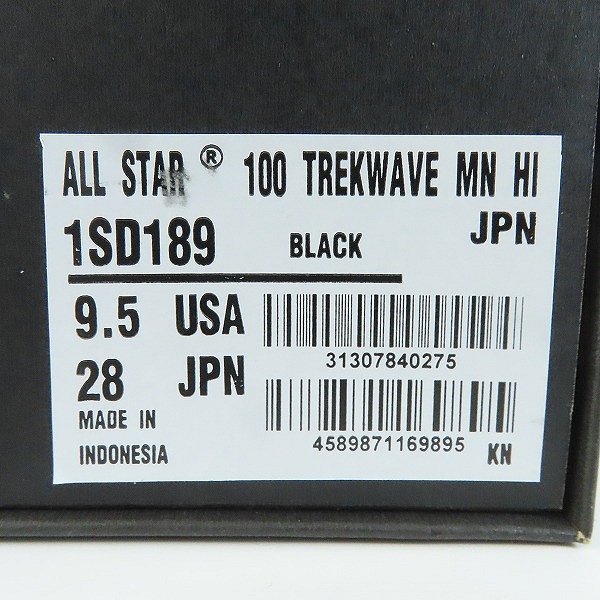 ALL STAR ® 100 TREKWAVE MN HI
1SD189 BLACK JPN
9.5 USA
31307840275
28 JPN
4589871169895 KN
MADE IN
INDONESIA